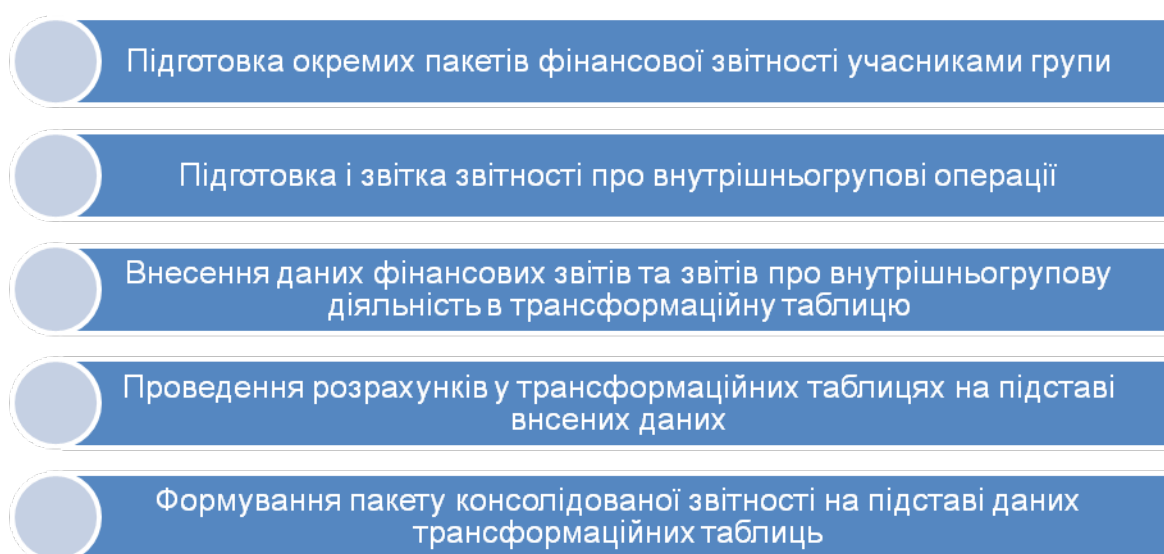 Підготовка окремих пакетів фінансової звітності учасниками групи
Підготовка і звітка звітності про внутрішньогрупові операції
Внесення даних фінансових звітів та звітів про внутрішньогрупову
діяльність в трансформаційну таблицю
Проведення розрахунків у трансформаційних таблицях на підставі
внсених даних
Формування пакету консолідованої звітності на підставі даних
трансформаційних таблиць